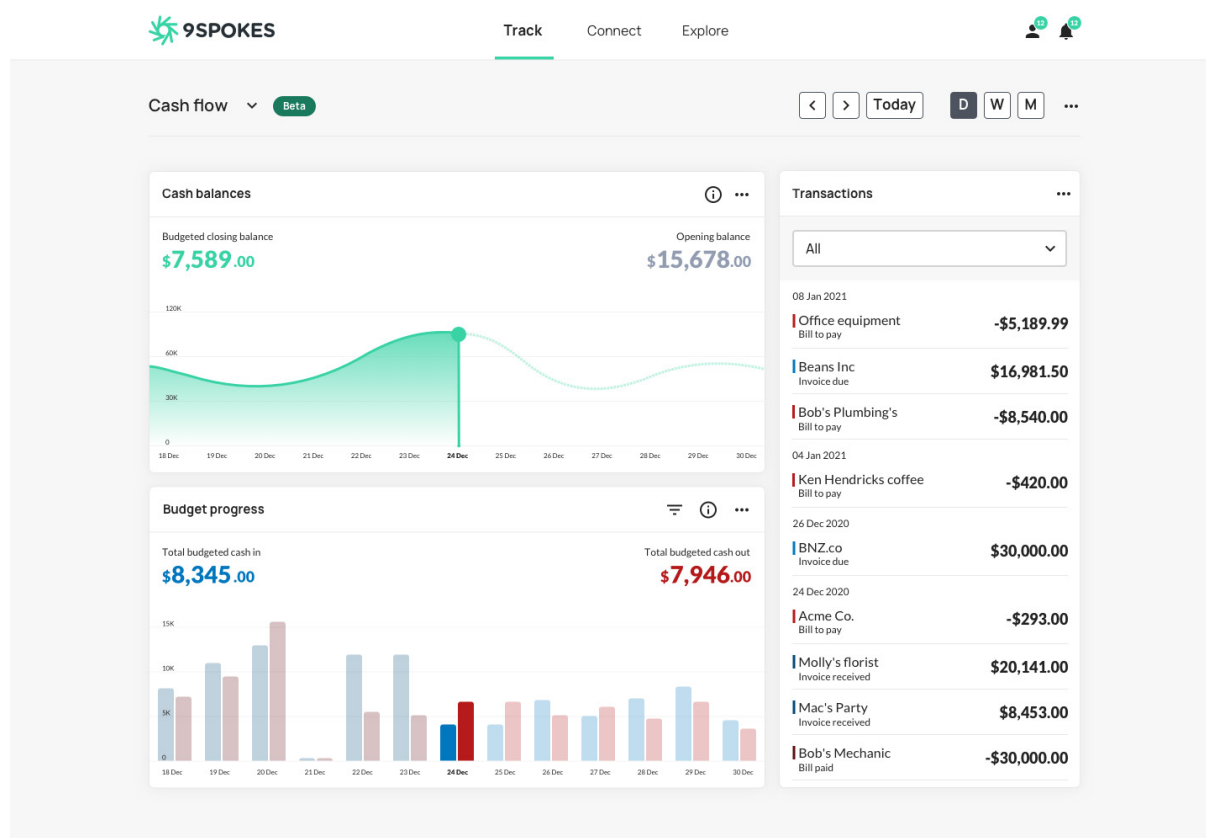 9SPOKES
Track
Connect
Explore
12
12
Cash flow
Beta
Today
D
W
M
Cash balances
Budgeted closing balance
$7,589.00
Opening balance
$15,678.00
120K
60K
30K
0
18 Dec
19 Dec
20 Dec
21 Dec
22 Dec
23 Dec
24 Dec
25 Dec
26 Dec
27 Dec
28 Dec
29 Dec
30 Dec
Budget progress
Total budgeted cash in
$8,345.00
Total budgeted cash out
$7,946.00
15K
10K
5K
0
18 Dec
19 Dec
20 Dec
21 Dec
22 Dec
23 Dec
24 Dec
25 Dec
26 Dec
27 Dec
28 Dec
29 Dec
30 Dec
Transactions
All
08 Jan 2021
Office equipment
Bill to pay
-$5,189.99
Beans Inc
Invoice due
$16,981.50
Bob's Plumbing's
Bill to pay
-$8,540.00
04 Jan 2021
Ken Hendricks coffee
Bill to pay
-$420.00
26 Dec 2020
BNZ.co
Invoice due
$30,000.00
24 Dec 2020
Acme Co.
Bill to pay
-$293.00
Molly's florist
Invoice received
$20,141.00
Mac's Party
Invoice received
$8,453.00
Bob's Mechanic
Bill paid
-$30,000.00